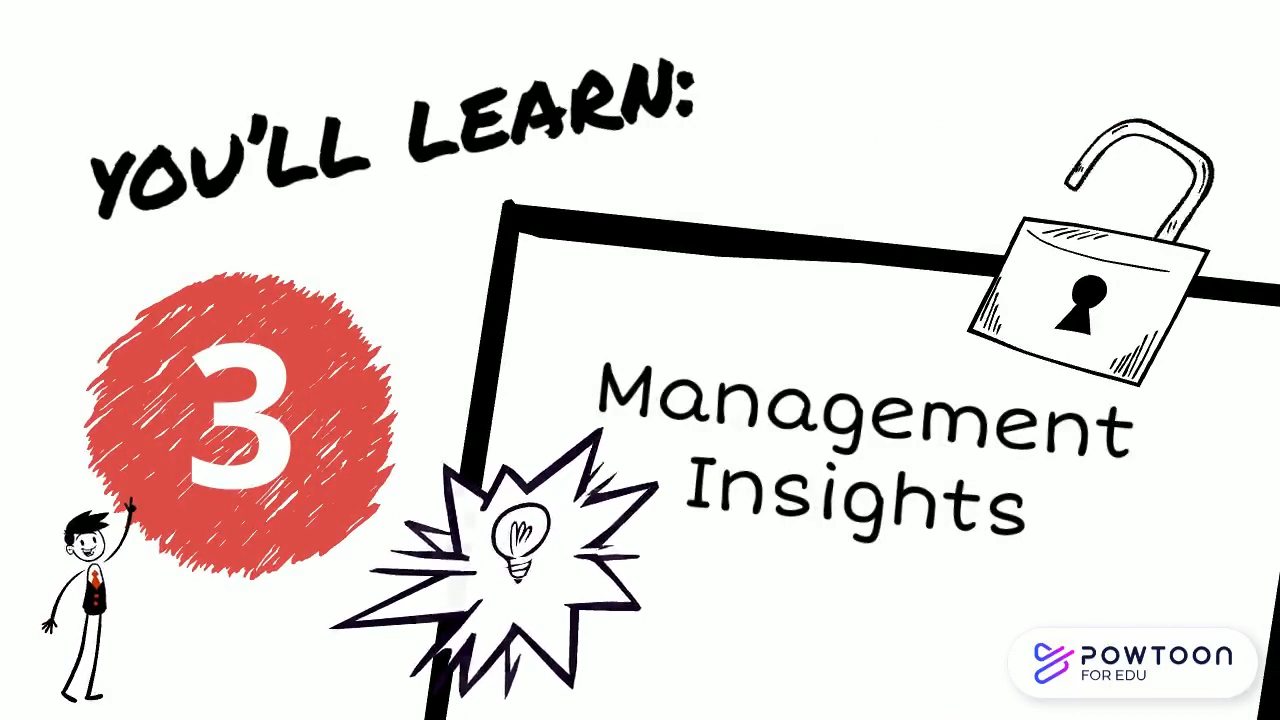 YOU'LL LEARN:
3
Management
Insights
POWTOON
FOR EDU